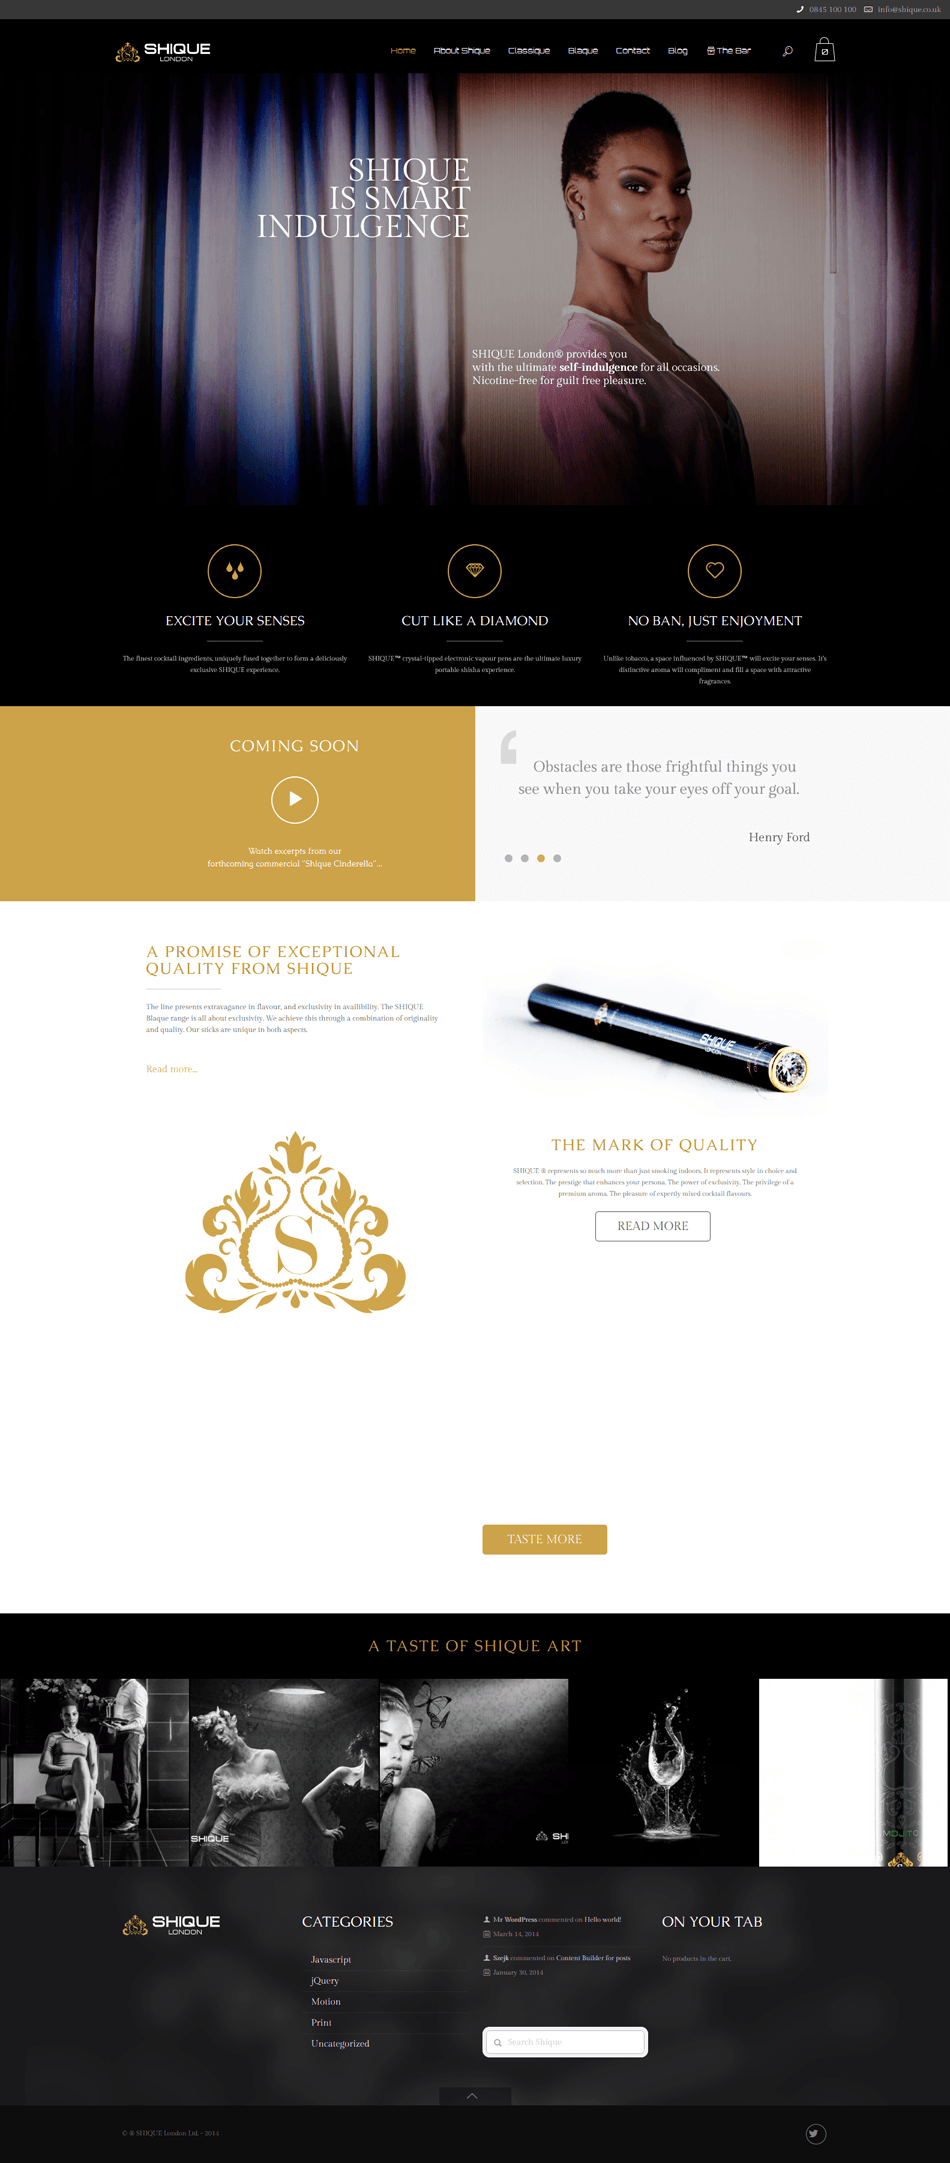 0845 100 100 info@shique.co.uk
SHIQUE
LONDON
Home About Shique Classique Blaque Contact Blog The Bar
0
SHIQUE
IS SMART
INDULGENCE
SHIQUE London® provides you
with the ultimate self-indulgence for all occasions.
Nicotine-free for guilt free pleasure.
EXCITE YOUR SENSES
The finest cocktail ingredients, uniquely fused together to form a deliciously
exclusive SHIQUE experience.
CUT LIKE A DIAMOND
SHIQUE™ crystal-tipped electronic vapour pens are the ultimate luxury
portable shisha experience.
NO BAN, JUST ENJOYMENT
Unlike tobacco, a space influenced by SHIQUE™ will excite your senses. It's
distinctive aroma will compliment and fill a space with attractive
fragrances.
COMING SOON
Watch excerpts from our
forthcoming commercial "Shique Cinderella"...
Obstacles are those frightful things you
see when you take your eyes off your goal.
Henry Ford
A PROMISE OF EXCEPTIONAL
QUALITY FROM SHIQUE
The line presents extravagance in flavour, and exclusivity in availibility. The SHIQUE
Blaque range is all about exclusivity. We achieve this through a combination of originality
and quality. Our sticks are unique in both aspects.
Read more...
SHIQUE
LONDON
S
THE MARK OF QUALITY
SHIQUE ® represents so much more than just smoking indoors. It represents style in choice and
selection. The prestige that enhances your persona. The power of exclusivity. The privilege of a
premium aroma. The pleasure of expertly mixed cocktail flavours.
READ MORE
TASTE MORE
A TASTE OF SHIQUE ART
SHIQUE
LONDON
SHI
LO
MOJITO
SHIQUE
LONDON
CATEGORIES
Javascript
jQuery
Motion
Print
Uncategorized
Mr WordPress commented on Hello world!
March 14, 2014
Szejk commented on Content Builder for posts
January 30, 2014
Search Shique
ON YOUR TAB
No products in the cart.
© ® SHIQUE London Ltd. - 2014